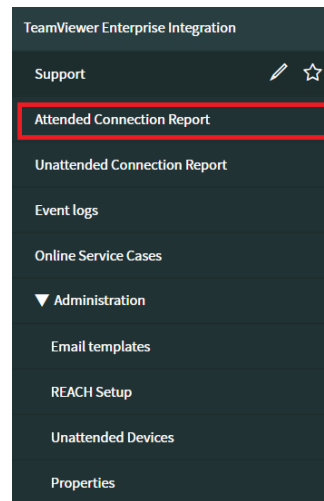 TeamViewer Enterprise Integration
Support
Attended Connection Report
Unattended Connection Report
Event logs
Online Service Cases
Administration
Email templates
REACH Setup
Unattended Devices
Properties